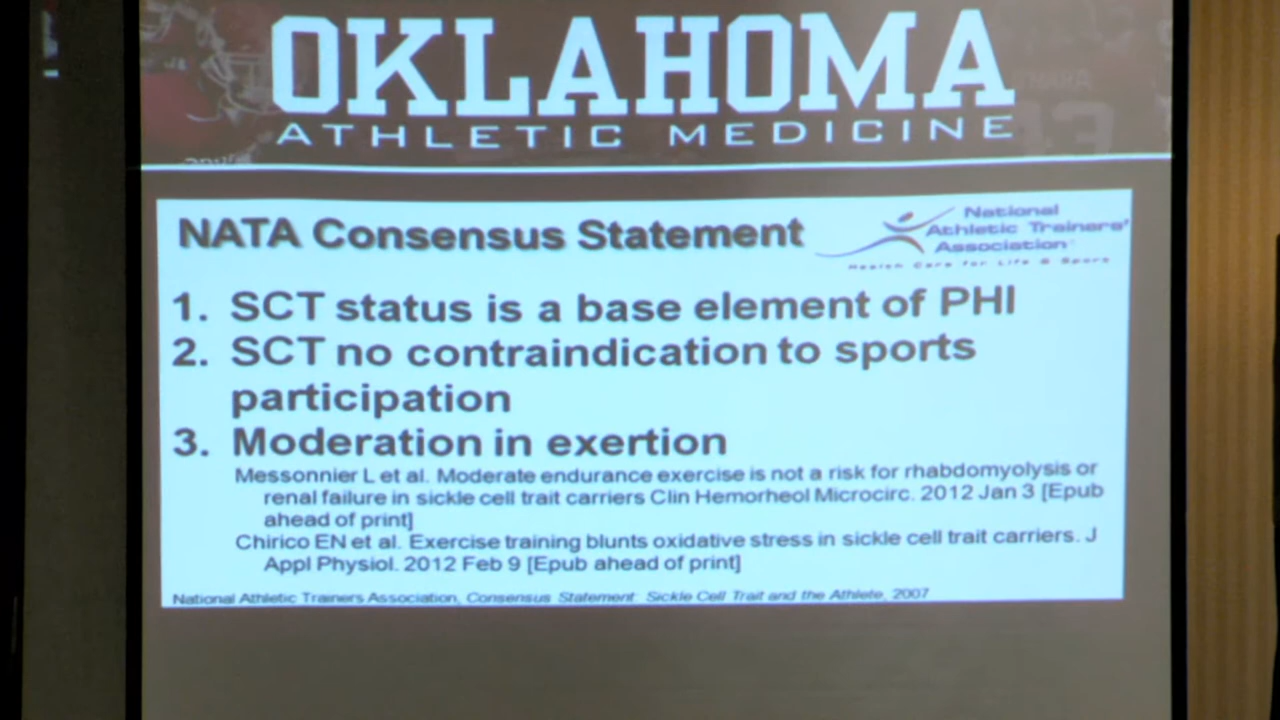 OKLAHOMA
ATHLETIC MEDICINE
NATA Consensus Statement
National
Athletic Trainers'
Association
Health Care for Life & Sport
1. SCT status is a base element of PHI
2. SCT no contraindication to sports
participation
3. Moderation in exertion
Messonnier L et al. Moderate endurance exercise is not a risk for rhabdomyolysis or
renal failure in sickle cell trait carriers Clin Hemorheol Microcirc. 2012 Jan 3 [Epub
ahead of print]
Chirico EN et al. Exercise training blunts oxidative stress in sickle cell trait carriers. J
Appl Physiol. 2012 Feb 9 [Epub ahead of print]
National Athletic Trainers Association, Consensus Statement: Sickle Cell Trait and the Athlete, 2007